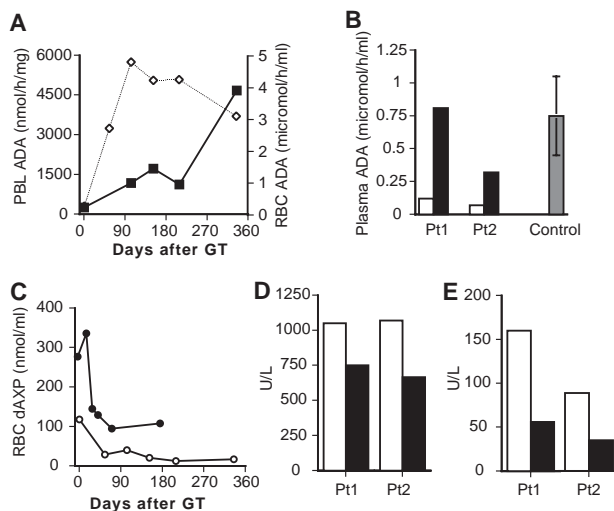 A
PBL ADA (nmol/h/mg)
6000
4500
3000
1500
0
5
4
3
2
1
0
RBC ADA (micromol/h/ml)
0 90 180 270 360
Days after GT
B
Plasma ADA (micromol/h/ml)
1.25
1
0.75
0.5
0.25
0
Pt1 Pt2 Control
C
RBC dAXP (nmol/ml)
400
300
200
100
0
0 90 180 270 360
Days after GT
D
U/L
1250
1000
750
500
250
0
Pt1 Pt2
E
U/L
200
150
100
50
0
Pt1 Pt2